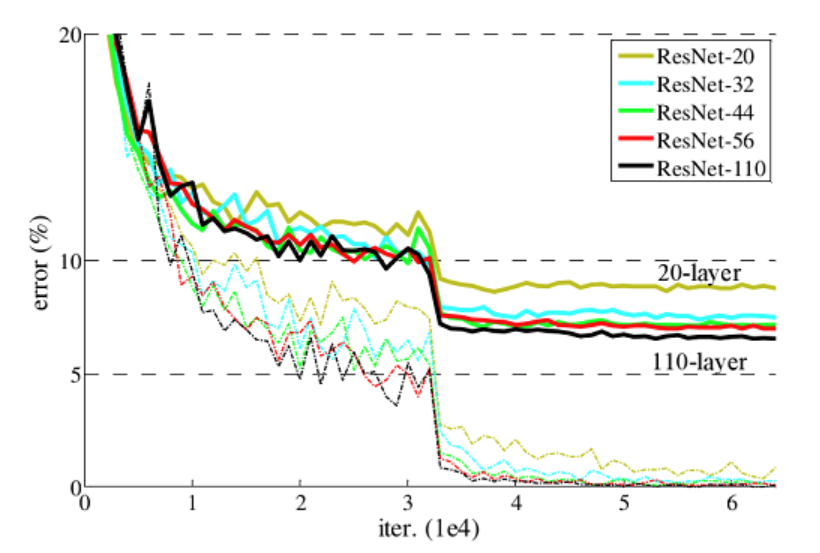 20
ResNet-20
ResNet-32
ResNet-44
ResNet-56
ResNet-110
error (%)
10
20-layer
110-layer
5
0
0 1 2 3 4 5 6
iter. (1e4)